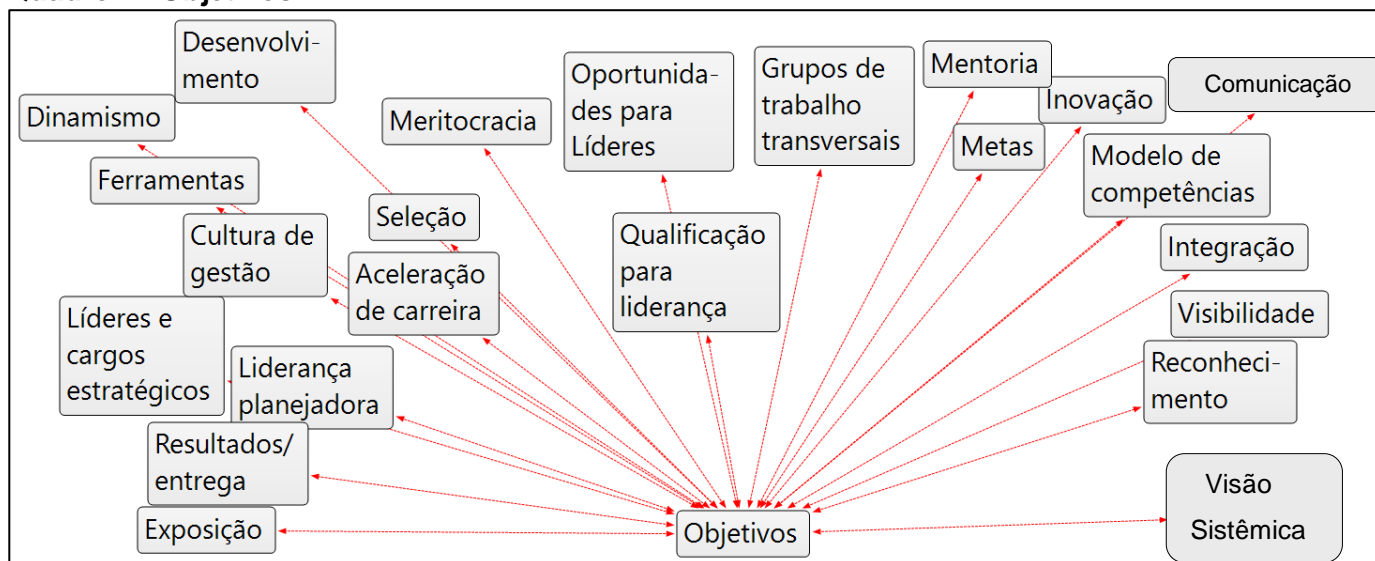 Desenvolvi-
mento
Dinamismo
Ferramentas
Cultura de
gestão
Líderes e
cargos
estratégicos
Liderança
planejadora
Resultados/
entrega
Exposição
Meritocracia
Seleção
Aceleração
de carreira
Oportunida-
des para
Líderes
Qualificação
para
liderança
Grupos de
trabalho
transversais
Mentoria
Inovação
Comunicação
Metas
Modelo de
competências
Integração
Visibilidade
Reconheci-
mento
Visão
Sistêmica
Objetivos